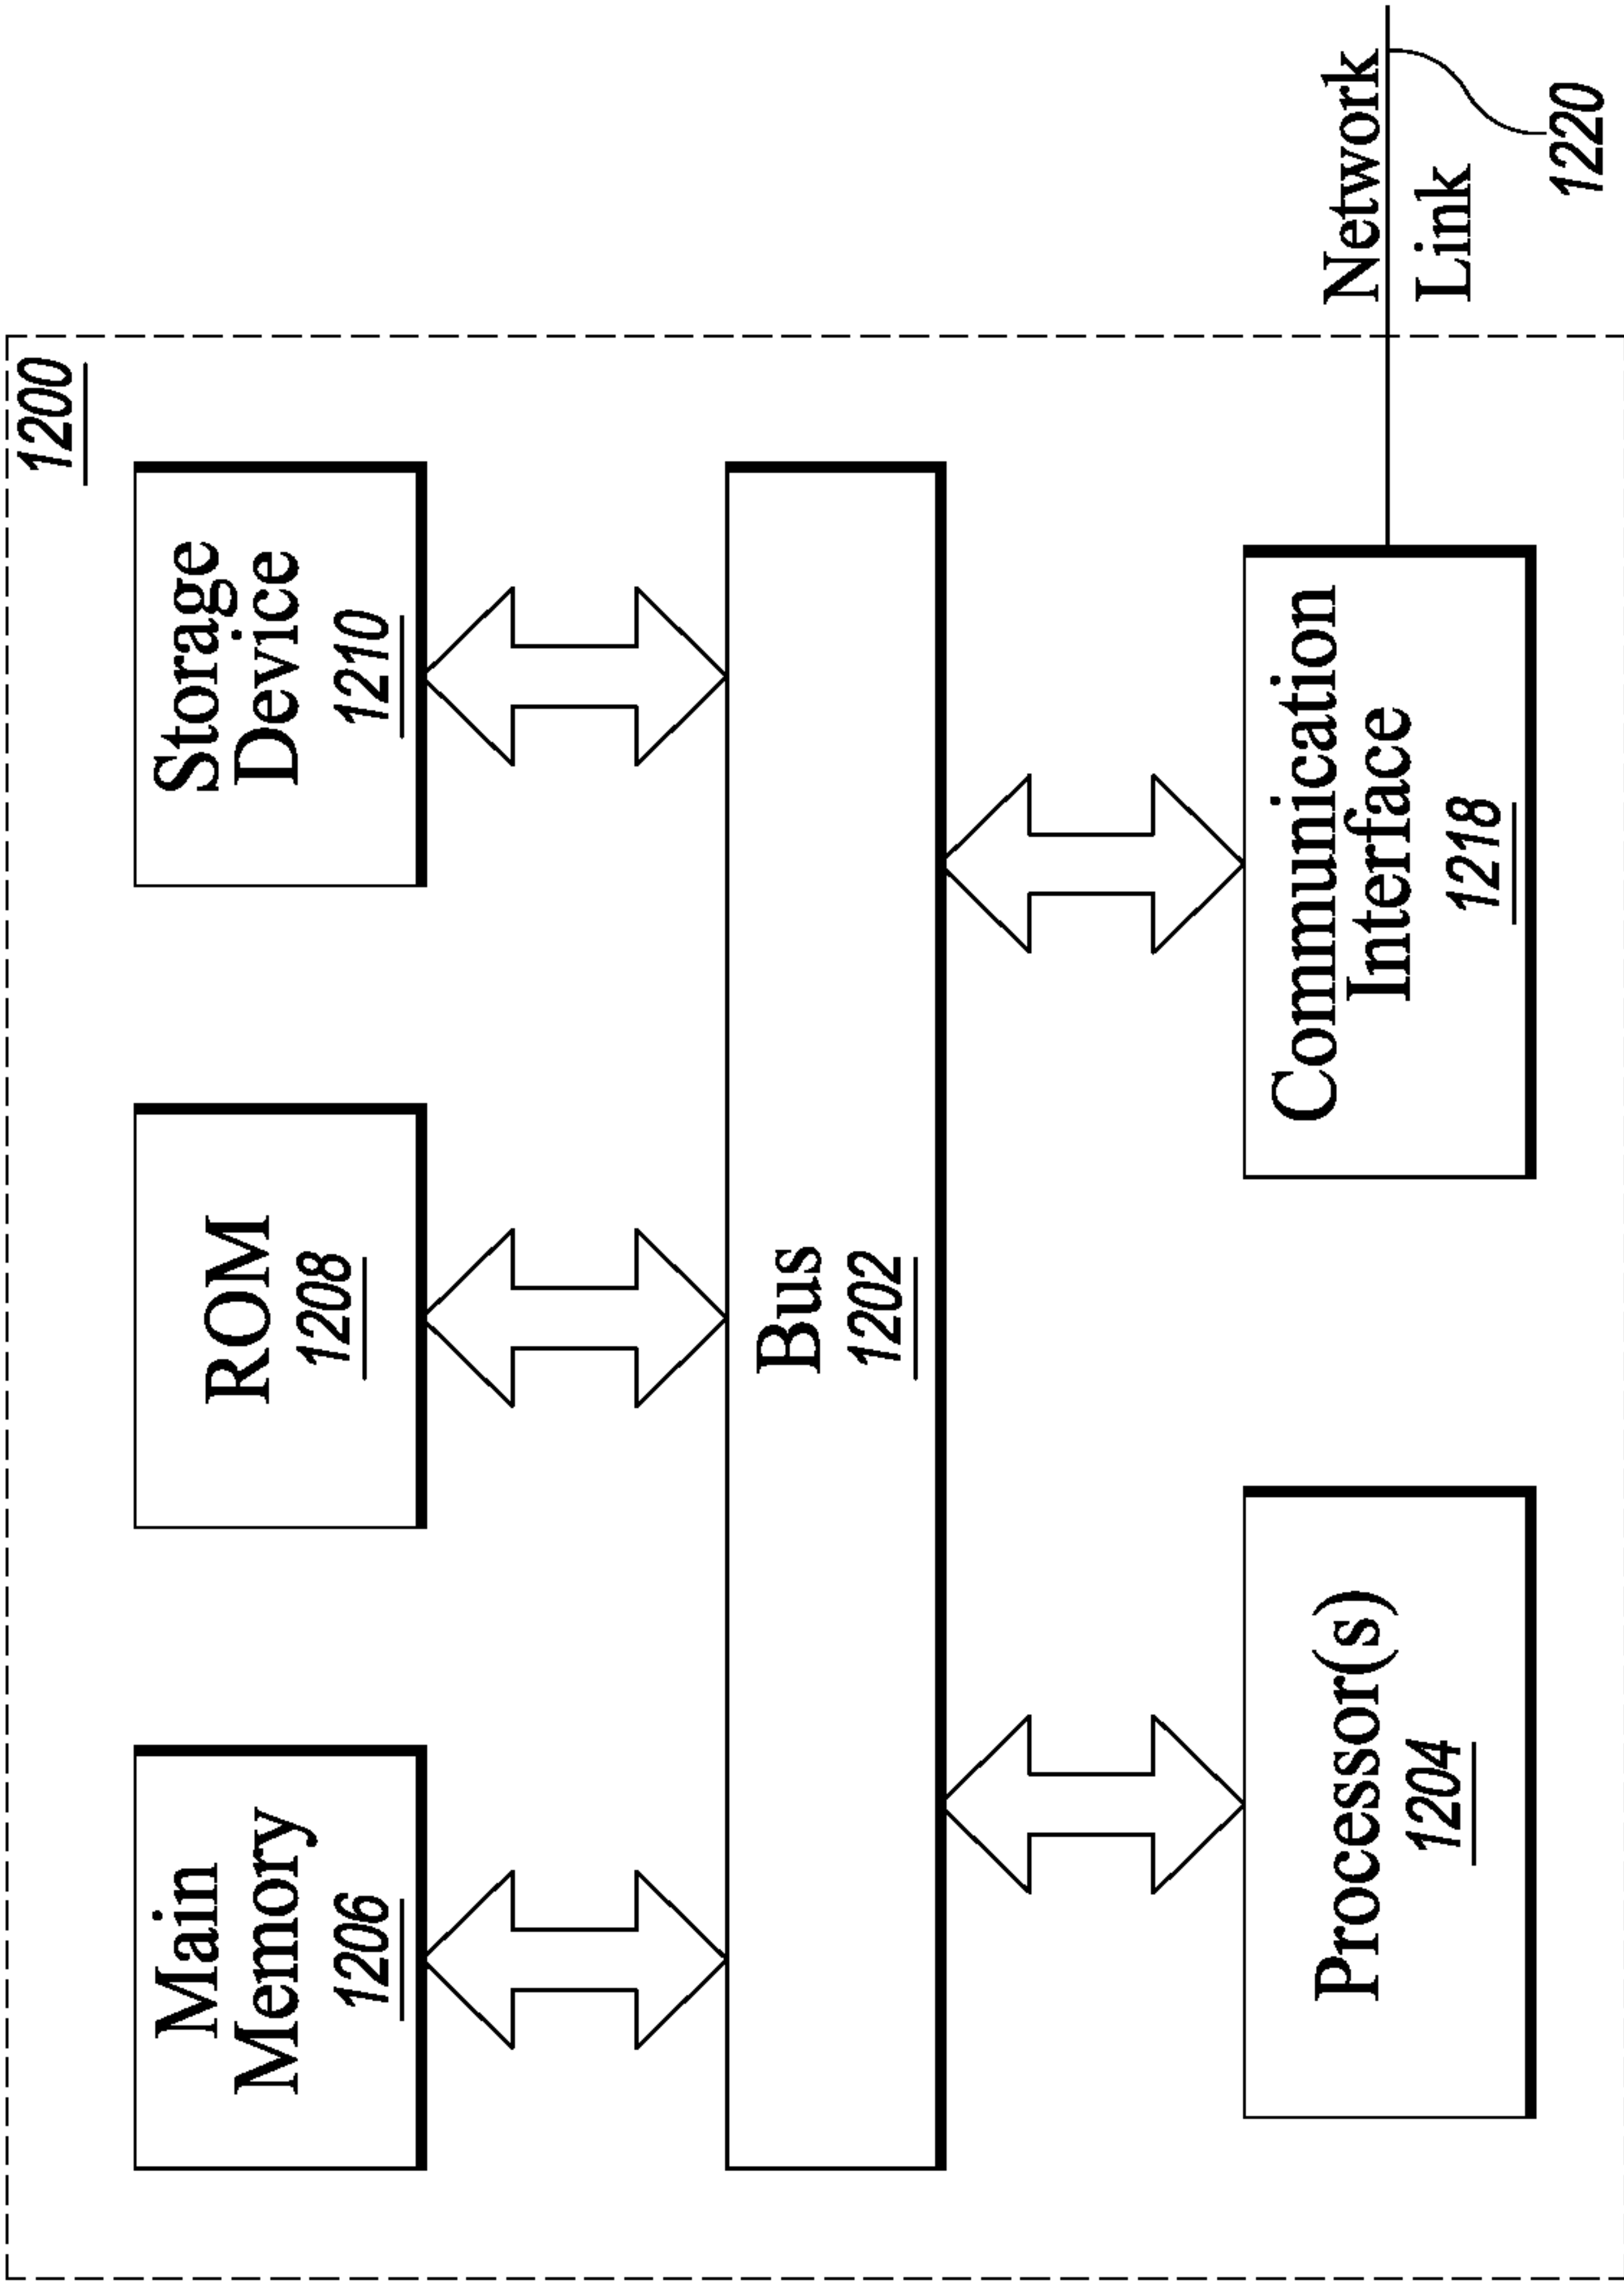 1200
Main
Memory
1206
ROM
1208
Storage
Device
1210
Bus
1202
Processor(s)
1204
Communication
Interface
1218
Network
Link
1220